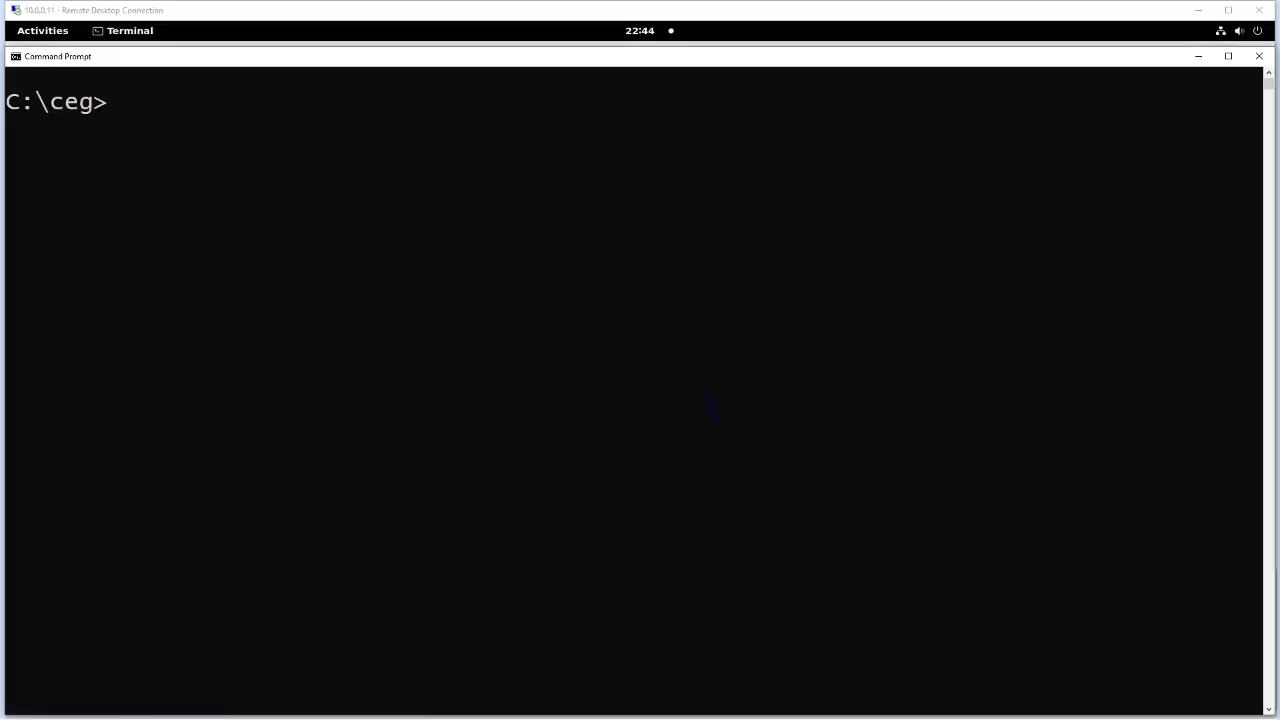 10.0.0.11 - Remote Desktop Connection
Activities Terminal 22:44
Command Prompt
C:\ceg>